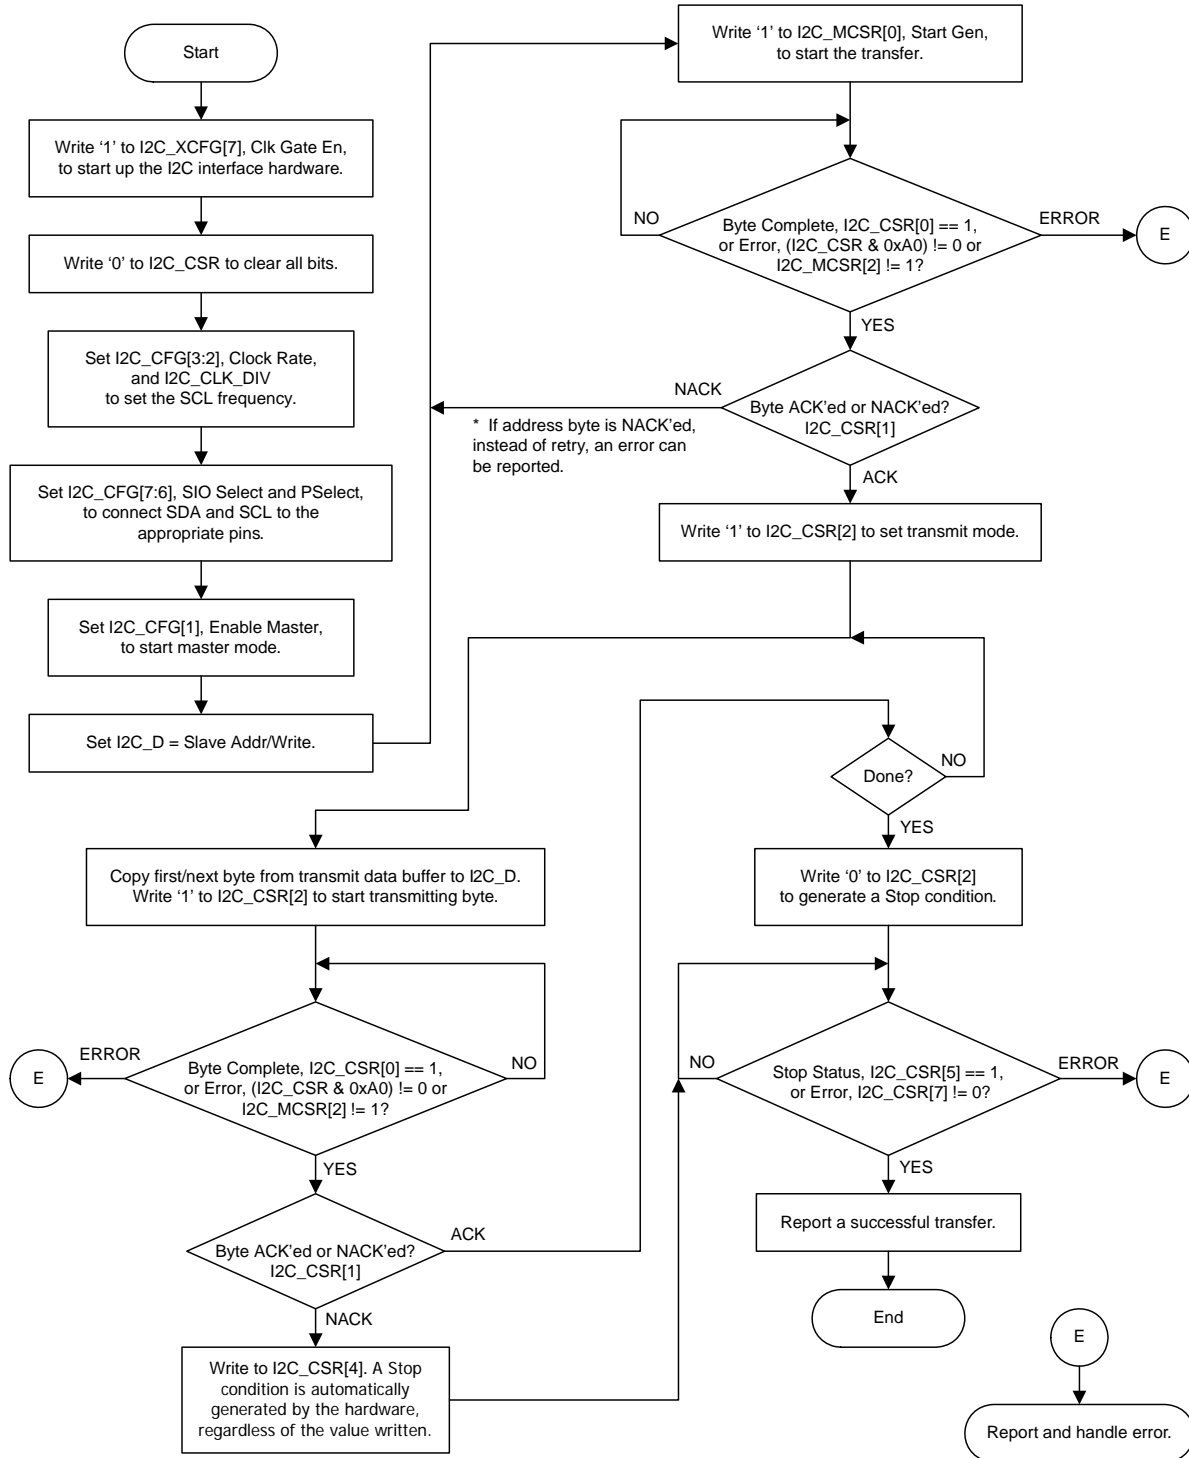 Start
Write ‘1’ to I2C_XCFG[7], Clk Gate En,
to start up the I2C interface hardware.
Write ‘0’ to I2C_CSR to clear all bits.
Set I2C_CFG[3:2], Clock Rate,
and I2C_CLK_DIV
to set the SCL frequency.
Set I2C_CFG[7:6], SIO Select and PSelect,
to connect SDA and SCL to the
appropriate pins.
Set I2C_CFG[1], Enable Master,
to start master mode.
Set I2C_D = Slave Addr/Write.
Write ‘1’ to I2C_MCSR[0], Start Gen,
to start the transfer.
NO
Byte Complete, I2C_CSR[0] == 1,
or Error, (I2C_CSR & 0xA0) != 0 or
I2C_MCSR[2] != 1?
ERROR
E
YES
NACK
Byte ACK’ed or NACK’ed?
I2C_CSR[1]
* If address byte is NACK’ed,
instead of retry, an error can
be reported.
ACK
Write ‘1’ to I2C_CSR[2] to set transmit mode.
Copy first/next byte from transmit data buffer to I2C_D.
Write ‘1’ to I2C_CSR[2] to start transmitting byte.
E
ERROR
Byte Complete, I2C_CSR[0] == 1,
or Error, (I2C_CSR & 0xA0) != 0 or
I2C_MCSR[2] != 1?
NO
YES
Byte ACK’ed or NACK’ed?
I2C_CSR[1]
ACK
NACK
Write to I2C_CSR[4]. A Stop
condition is automatically
generated by the hardware,
regardless of the value written.
Done?
NO
YES
Write ‘0’ to I2C_CSR[2]
to generate a Stop condition.
NO
Stop Status, I2C_CSR[5] == 1,
or Error, I2C_CSR[7] != 0?
ERROR
E
YES
Report a successful transfer.
End
E
Report and handle error.